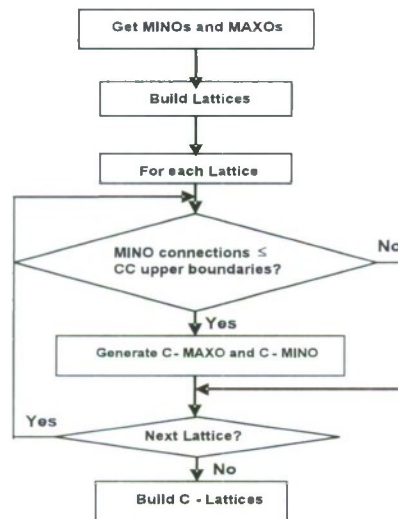 Get MINOs and MAXOs
Build Lattices
For each Lattice
MINO connections ≤
CC upper boundaries?
No
Yes
Generate C - MAXO and C - MINO
Yes
Next Lattice?
No
Build C - Lattices